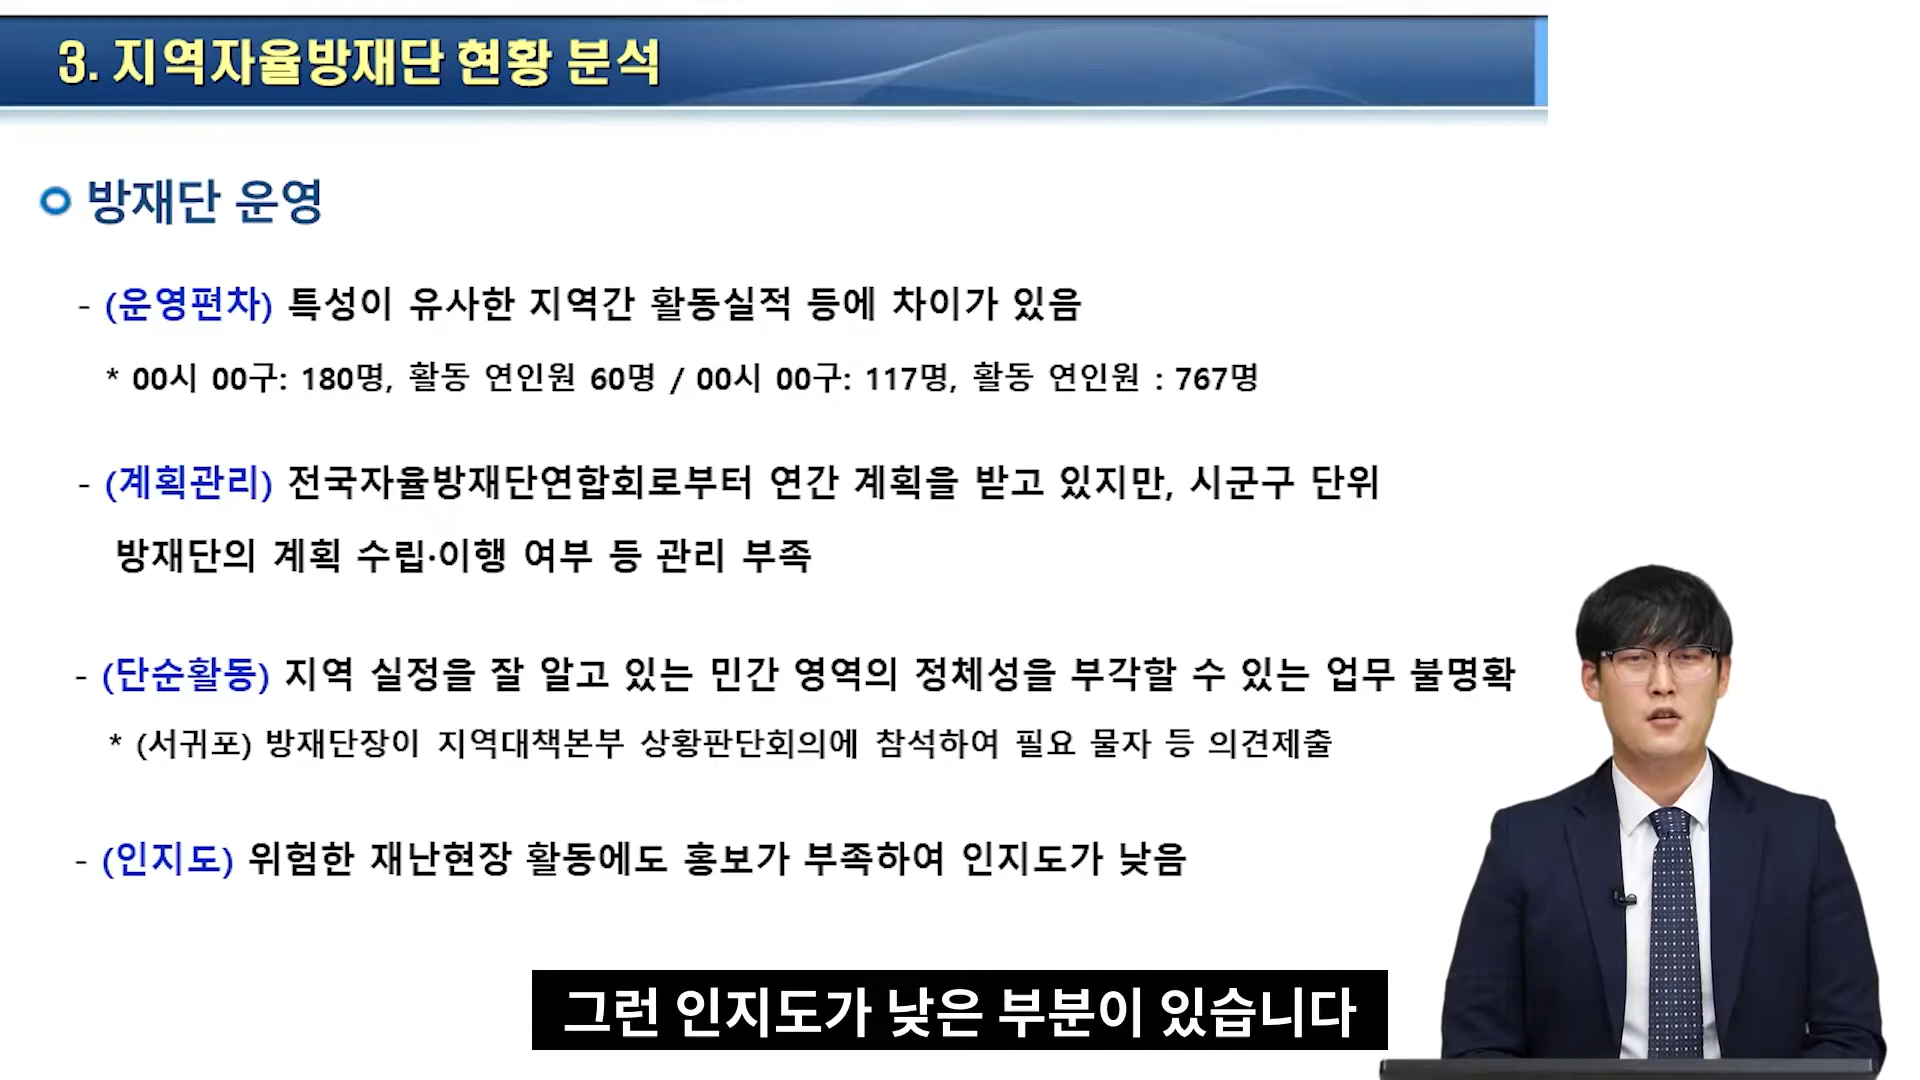 3. 지역자율방재단 현황 분석
방재단 운영
- (운영편차) 특성이 유사한 지역간 활동실적 등에 차이가 있음
* 00시 00구: 180명, 활동 연인원 60명 / 00시 00구: 117명, 활동 연인원 : 767명
- (계획관리) 전국자율방재단연합회로부터 연간 계획을 받고 있지만, 시군구 단위
방재단의 계획 수립·이행 여부 등 관리 부족
- (단순활동) 지역 실정을 잘 알고 있는 민간 영역의 정체성을 부각할 수 있는 업무 불명확
* (서귀포) 방재단장이 지역대책본부 상황판단회의에 참석하여 필요 물자 등 의견제출
- (인지도) 위험한 재난현장 활동에도 홍보가 부족하여 인지도가 낮음
그런 인지도가 낮은 부분이 있습니다